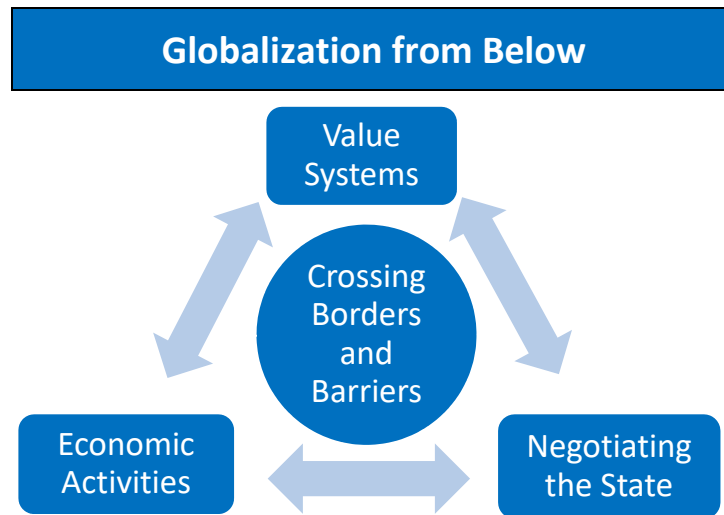 Globalization from Below
Value
Systems
Crossing
Borders
and
Barriers
Economic
Activities
Negotiating
the State